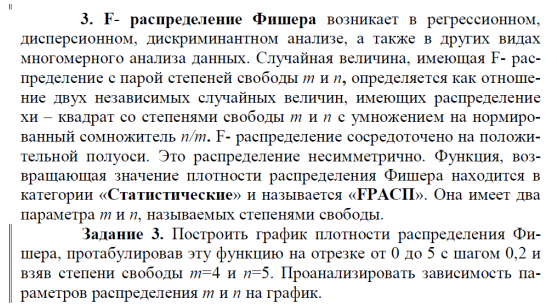 3. F- распределение Фишера возникает в регрессионном,
дисперсионном, дискриминантном анализе, а также в других видах
многомерного анализа данных. Случайная величина, имеющая F- рас-
пределение с парой степеней свободы m и n, определяется как отноше-
ние двух независимых случайных величин, имеющих распределение
хи – квадрат со степенями свободы m и n с умножением на нормиро-
ванный сомножитель n/m. F- распределение сосредоточено на положи-
тельной полуоси. Это распределение несимметрично. Функция, воз-
вращающая значение плотности распределения Фишера находится в
категории «Статистические» и называется «FРАСП». Она имеет два
параметра m и n, называемых степенями свободы.
Задание 3. Построить график плотности распределения Фи-
шера, протабулировав эту функцию на отрезке от 0 до 5 с шагом 0,2 и
взяв степени свободы m=4 и n=5. Проанализировать зависимость па-
раметров распределения m и n на график.